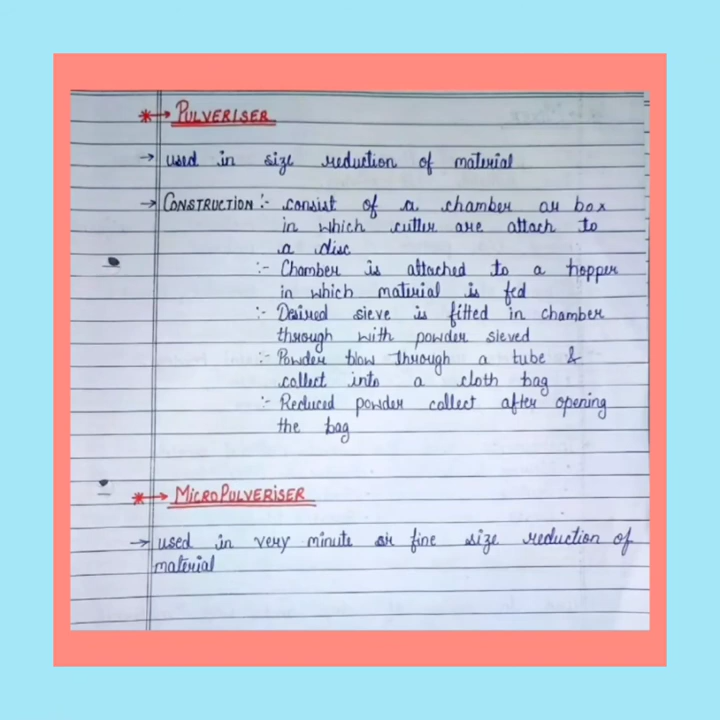 * → PULVERISER
→ used in size reduction of material
→ CONSTRUCTION :- consist of a chamber or box
in which cutter are attach to
a disc
:- Chamber is attached to a hopper
in which material is fed
:- Desired sieve is fitted in chamber
through with powder sieved
:- Powder blow through a tube &
collect into a cloth bag
:- Reduced powder collect after opening
the bag
* → MICROPULVERISER
→ used in very minute or fine size reduction of
material